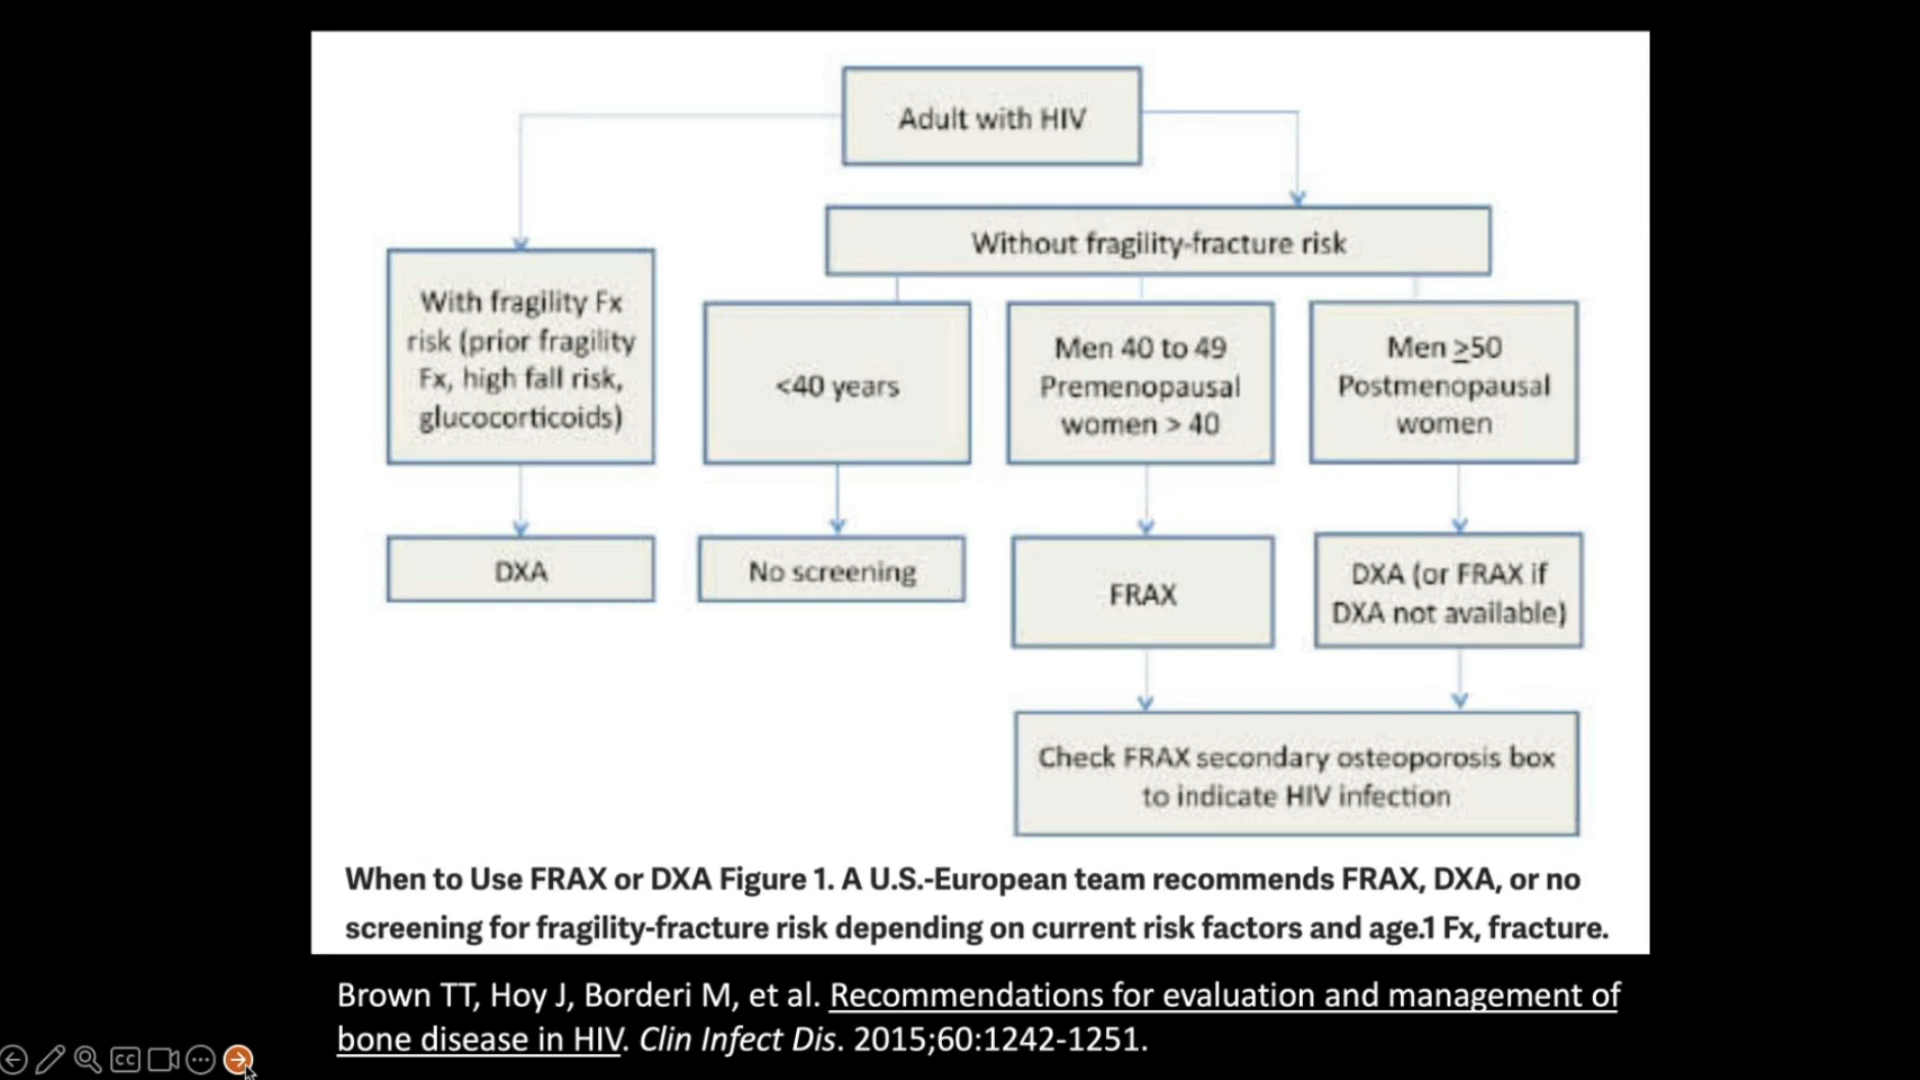 Adult with HIV
Without fragility-fracture risk
With fragility Fx
risk (prior fragility
Fx, high fall risk,
glucocorticoids)
<40 years
Men 40 to 49
Premenopausal
women > 40
Men ≥50
Postmenopausal
women
DXA
No screening
FRAX
DXA (or FRAX if
DXA not available)
Check FRAX secondary osteoporosis box
to indicate HIV infection
When to Use FRAX or DXA Figure 1. A U.S.-European team recommends FRAX, DXA, or no
screening for fragility-fracture risk depending on current risk factors and age.1 Fx, fracture.
Brown TT, Hoy J, Borderi M, et al. Recommendations for evaluation and management of
bone disease in HIV. Clin Infect Dis. 2015;60:1242-1251.
CC